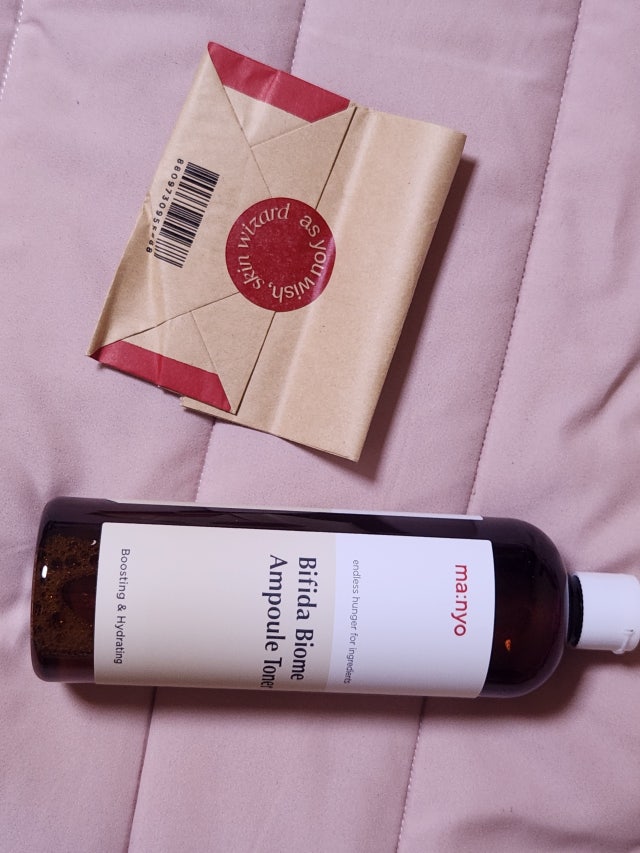 as you wish, skin wizard
ma:nyo
endless hunger for ingredients
Bifida Biome
Ampoule Toner
Boosting & Hydrating